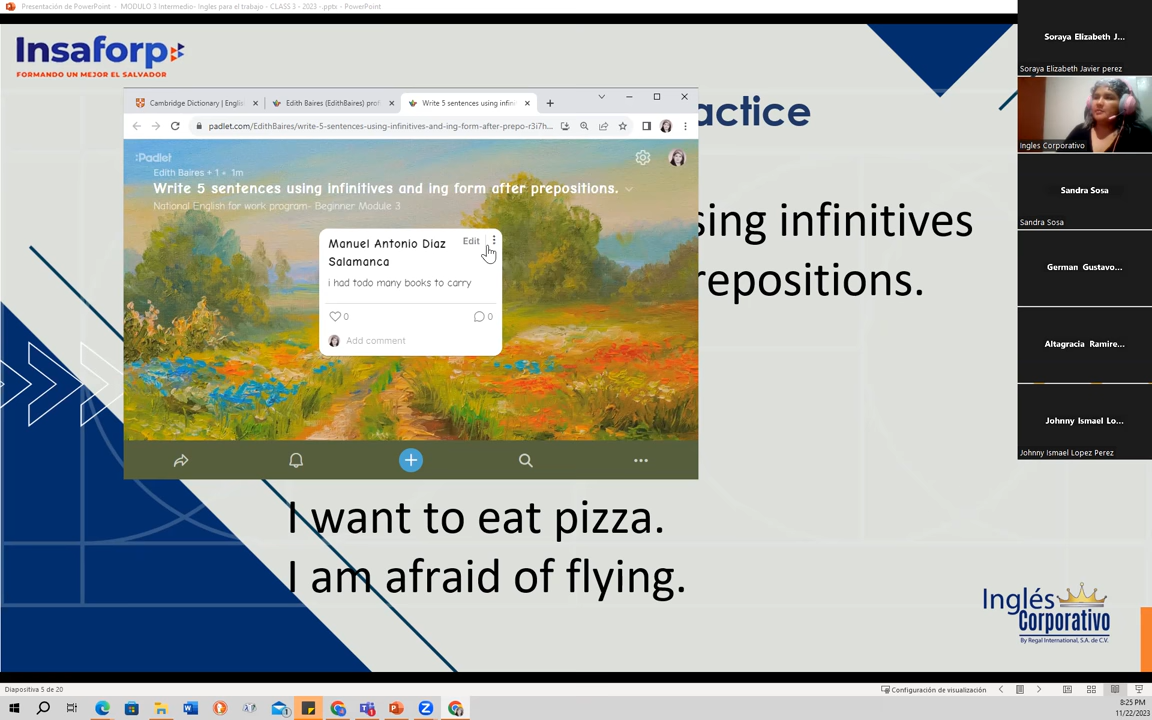 Presentación de PowerPoint - MODULO 3 Intermedio- Ingles para el trabajo - CLASS 3 - 2023 -.pptx - PowerPoint
Insaforp
FORMANDO UN MEJOR EL SALVADOR
Cambridge Dictionary | Engli
Edith Baires (EdithBaires) prof
Write 5 sentences using infini
padlet.com/EdithBaires/write-5-sentences-using-infinitives-and-ing-form-after-prepo-r3i7h...
actice
:Padlet
Edith Baires + 1 • 1m
Write 5 sentences using infinitives and ing form after prepositions.
National English for work program- Beginner Module 3
sing infinitives
repositions.
Manuel Antonio Diaz
Salamanca
Edit
i had todo many books to carry
0
0
Add comment
I want to eat pizza.
I am afraid of flying.
Inglés
Corporativo
By Regal International, S.A. de C.V.
Soraya Elizabeth J...
Soraya Elizabeth Javier perez
Ingles Corporativo
Sandra Sosa
Sandra Sosa
German Gustavo...
Altagracia Ramire...
Johnny Ismael Lo...
Johnny Ismael Lopez Perez
Diapositiva 5 de 20
Configuración de visualización
8:25 PM
11/22/2023